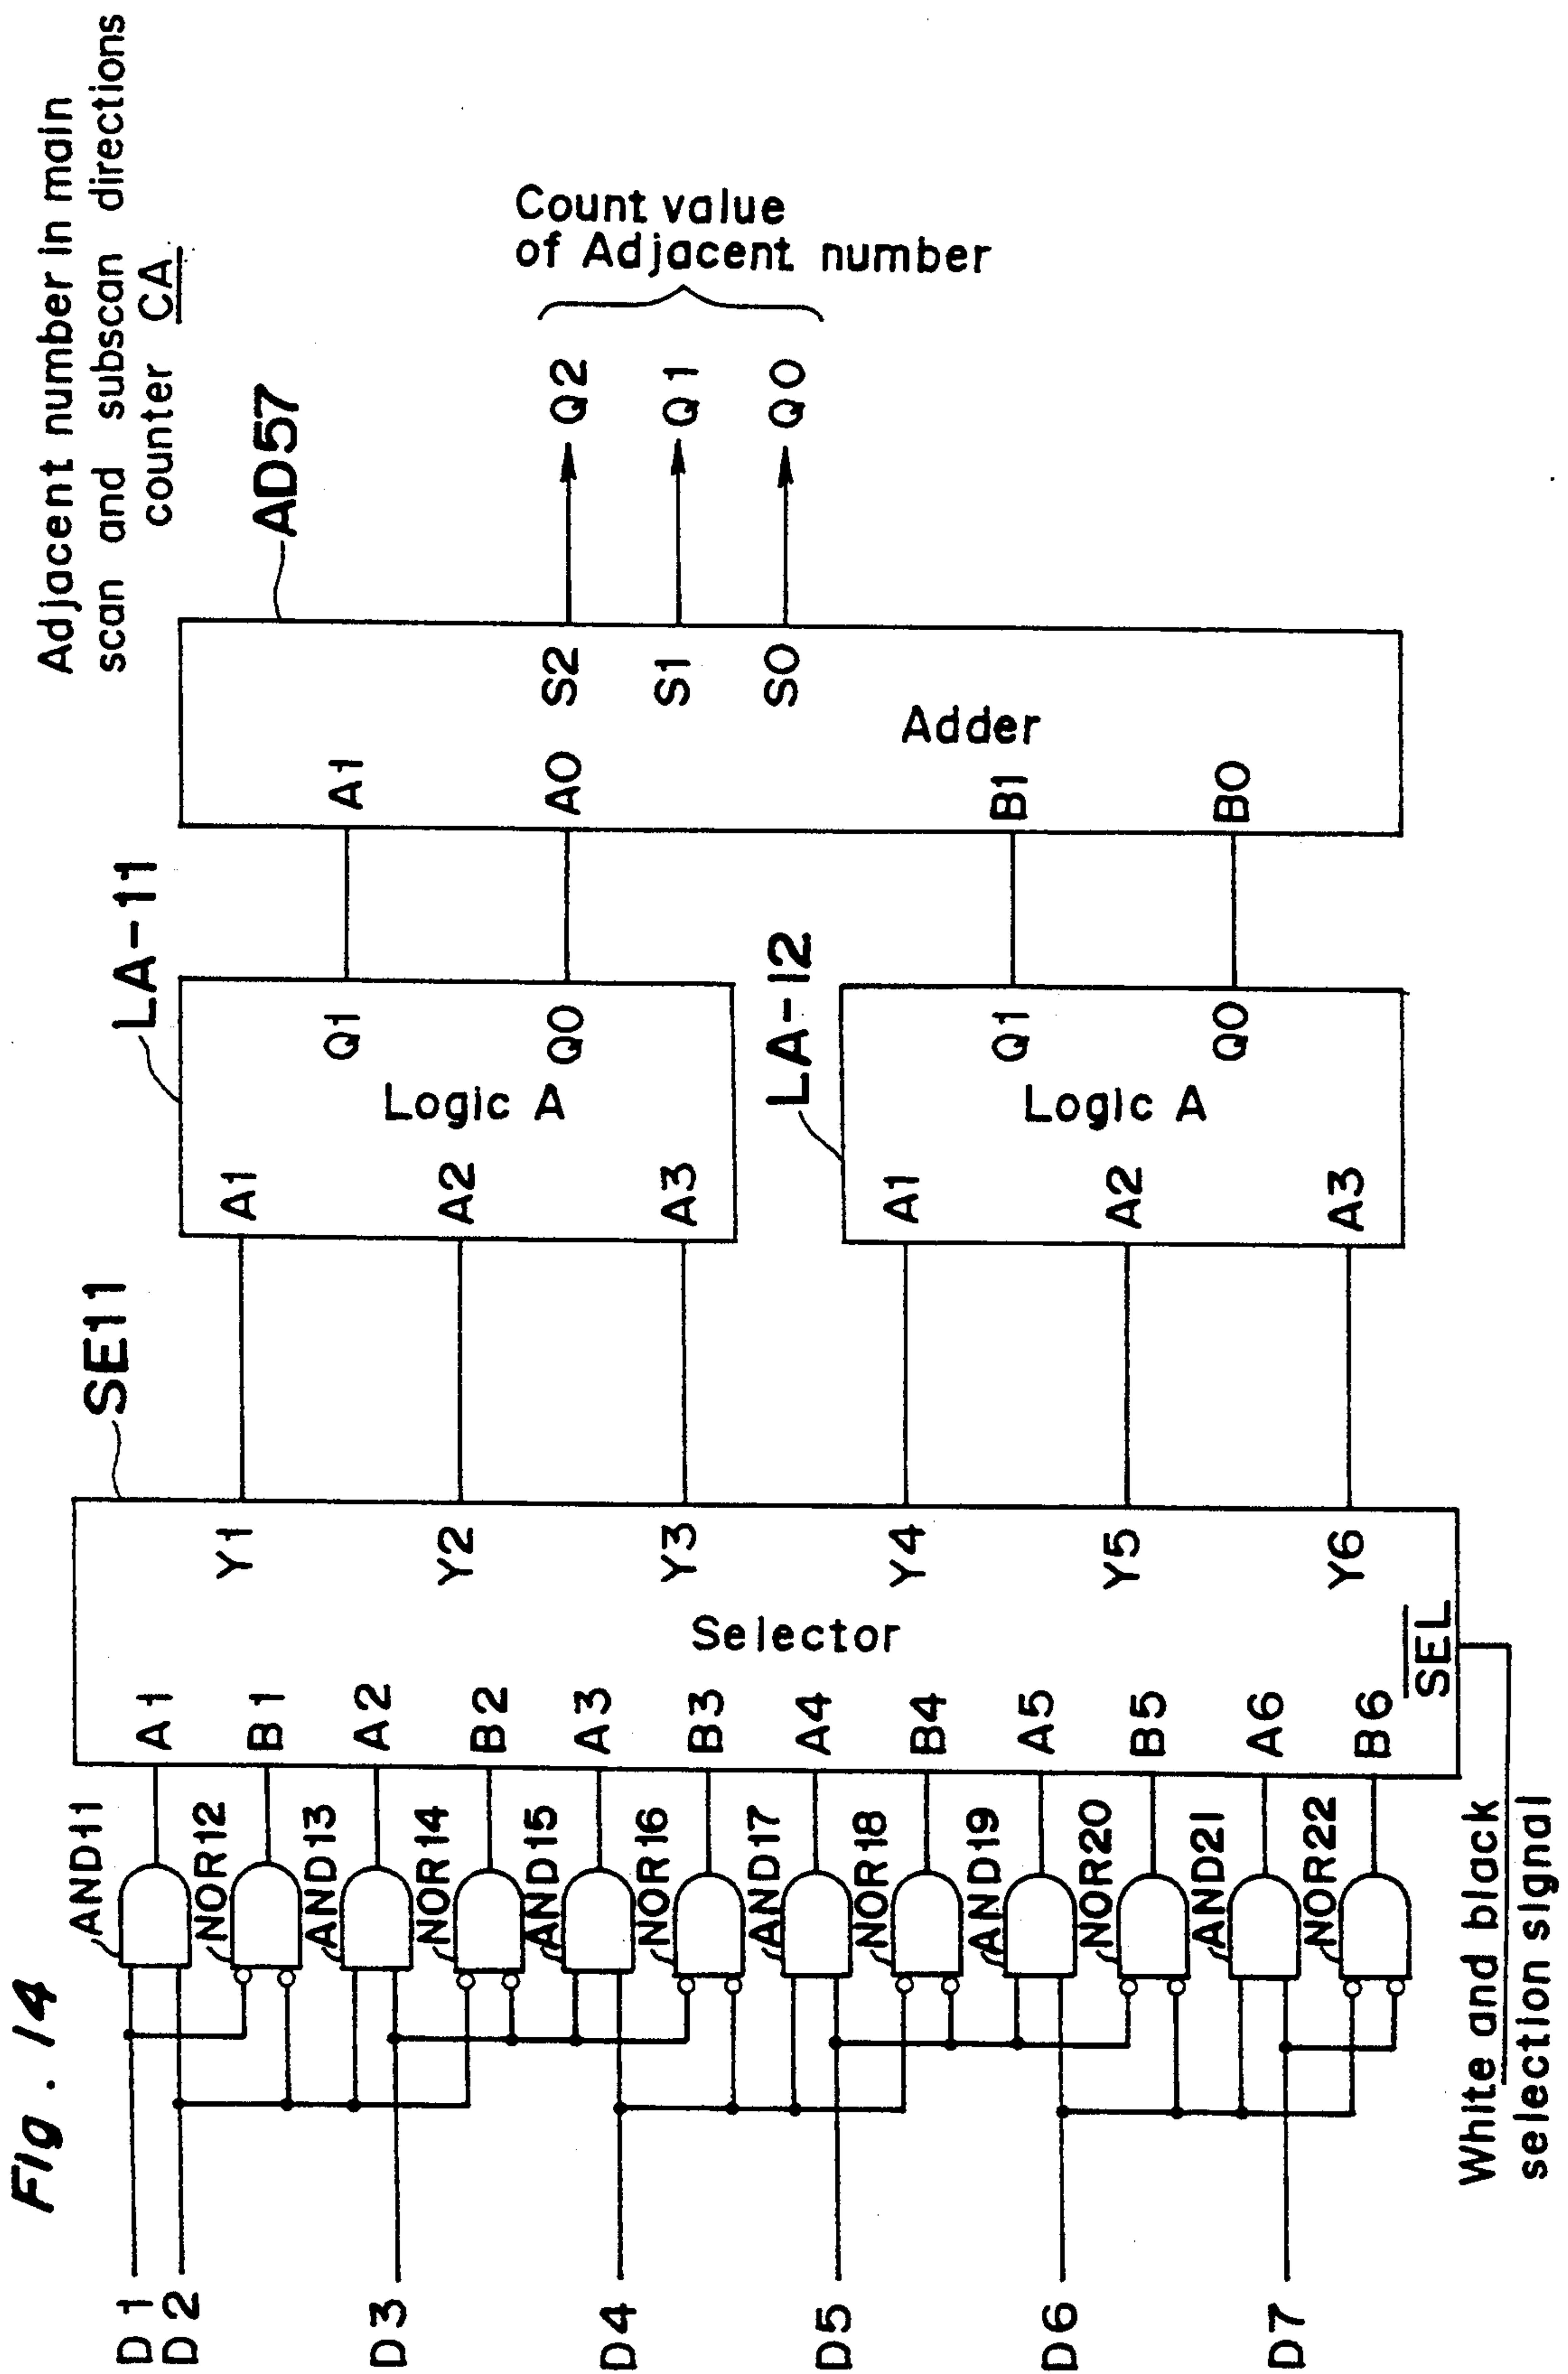 Fig. 14
Adjacent number in main
scan and subscan directions
counter CA
D1
D2
D3
D4
D5
D6
D7
AND11
NOR12
AND13
NOR14
AND15
NOR16
AND17
NOR18
AND19
NOR20
AND21
NOR22
SE11
A1
B1
A2
B2
A3
B3
A4
B4
A5
B5
A6
B6
Selector
SEL
Y1
Y2
Y3
Y4
Y5
Y6
White and black
selection signal
LA-11
A1
A2
A3
Logic A
Q1
Q0
LA-12
A1
A2
A3
Logic A
Q1
Q0
AD57
A1
A0
B1
B0
Adder
S2
S1
S0
Q2
Q1
Q0
Count value
of Adjacent number